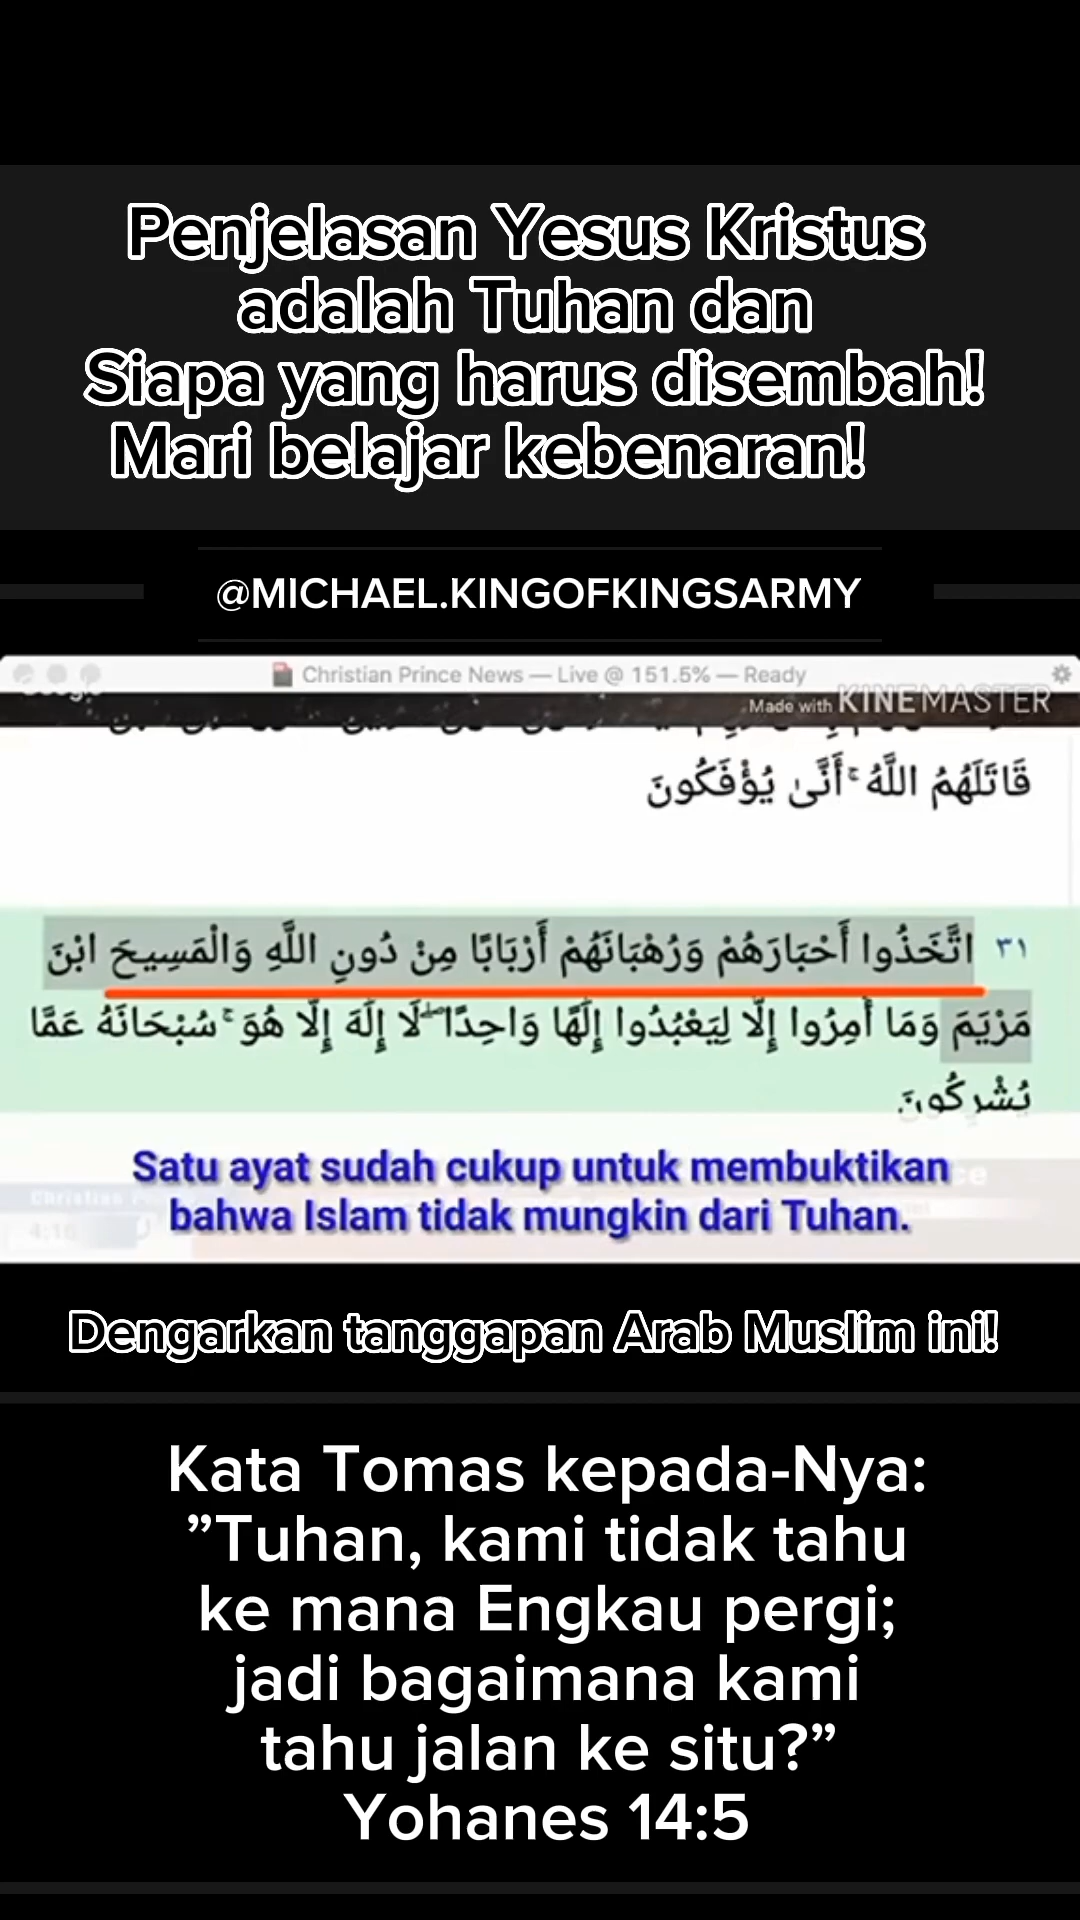 Penjelasan Yesus Kristus
adalah Tuhan dan
Siapa yang harus disembah!
Mari belajar kebenaran!
@MICHAEL.KINGOFKINGSARMY
Christian Prince News — Live @ 151.5% — Ready
Made with KINEMASTER
قَاتَلَهُمُ اللَّهُ ۚ أَنَّىٰ يُؤْفَكُونَ
٣١ اتَّخَذُوا أَحْبَارَهُمْ وَرُهْبَانَهُمْ أَرْبَابًا مِنْ دُونِ اللَّهِ وَالْمَسِيحَ ابْنَ
مَرْيَمَ وَمَا أُمِرُوا إِلَّا لِيَعْبُدُوا إِلَٰهًا وَاحِدًا ۖ لَا إِلَٰهَ إِلَّا هُوَ ۚ سُبْحَانَهُ عَمَّا
يُشْرِكُونَ
Satu ayat sudah cukup untuk membuktikan
bahwa Islam tidak mungkin dari Tuhan.
Dengarkan tanggapan Arab Muslim ini!
Kata Tomas kepada-Nya:
”Tuhan, kami tidak tahu
ke mana Engkau pergi;
jadi bagaimana kami
tahu jalan ke situ?”
Yohanes 14:5